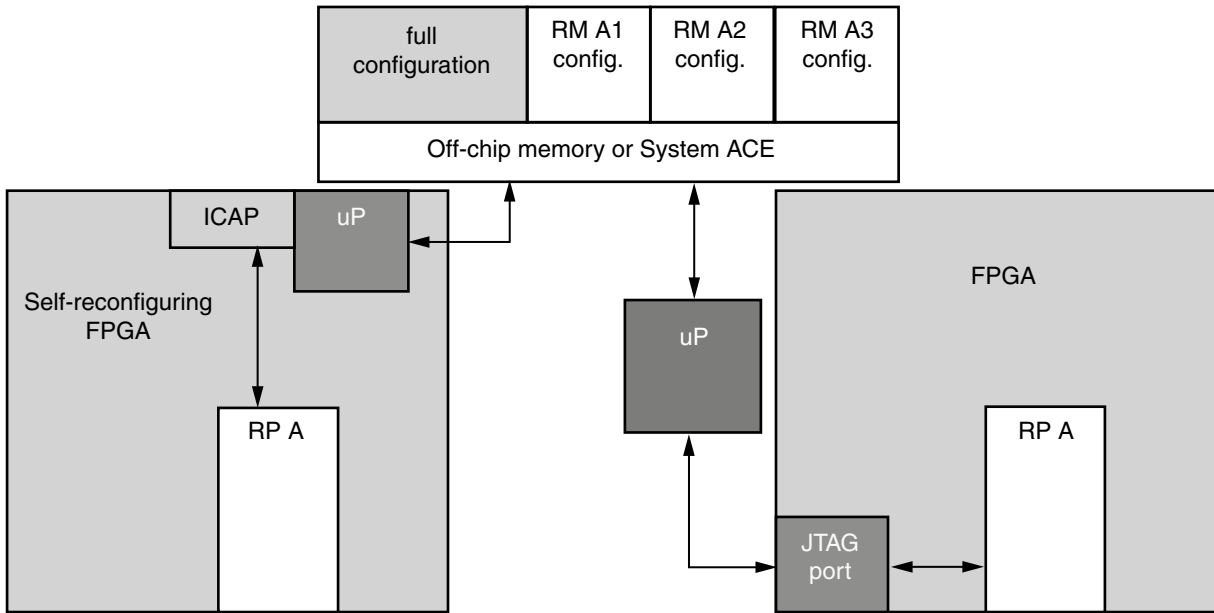 full
configuration
RM A1
config.
RM A2
config.
RM A3
config.
Off-chip memory or System ACE
ICAP
uP
Self-reconfiguring
FPGA
RP A
uP
FPGA
RP A
JTAG
port